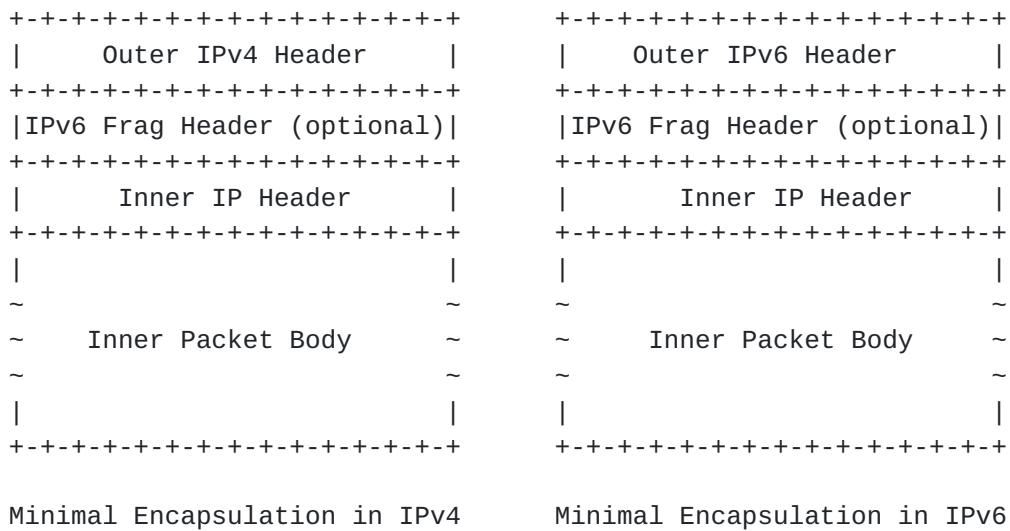 +-+-+-+-+-+-+-+-+-+-+-+-+-+-+      +-+-+-+-+-+-+-+-+-+-+-+-+-+-+
|     Outer IPv4 Header     |      |    Outer IPv6 Header      |
+-+-+-+-+-+-+-+-+-+-+-+-+-+-+      +-+-+-+-+-+-+-+-+-+-+-+-+-+-+
|IPv6 Frag Header (optional)|      |IPv6 Frag Header (optional)|
+-+-+-+-+-+-+-+-+-+-+-+-+-+-+      +-+-+-+-+-+-+-+-+-+-+-+-+-+-+
|      Inner IP Header      |      |       Inner IP Header     |
+-+-+-+-+-+-+-+-+-+-+-+-+-+-+      +-+-+-+-+-+-+-+-+-+-+-+-+-+-+
|                           |      |                           |
~                           ~      ~                           ~
~    Inner Packet Body      ~      ~     Inner Packet Body     ~
~                           ~      ~                           ~
|                           |      |                           |
+-+-+-+-+-+-+-+-+-+-+-+-+-+-+      +-+-+-+-+-+-+-+-+-+-+-+-+-+-+
Minimal Encapsulation in IPv4      Minimal Encapsulation in IPv6